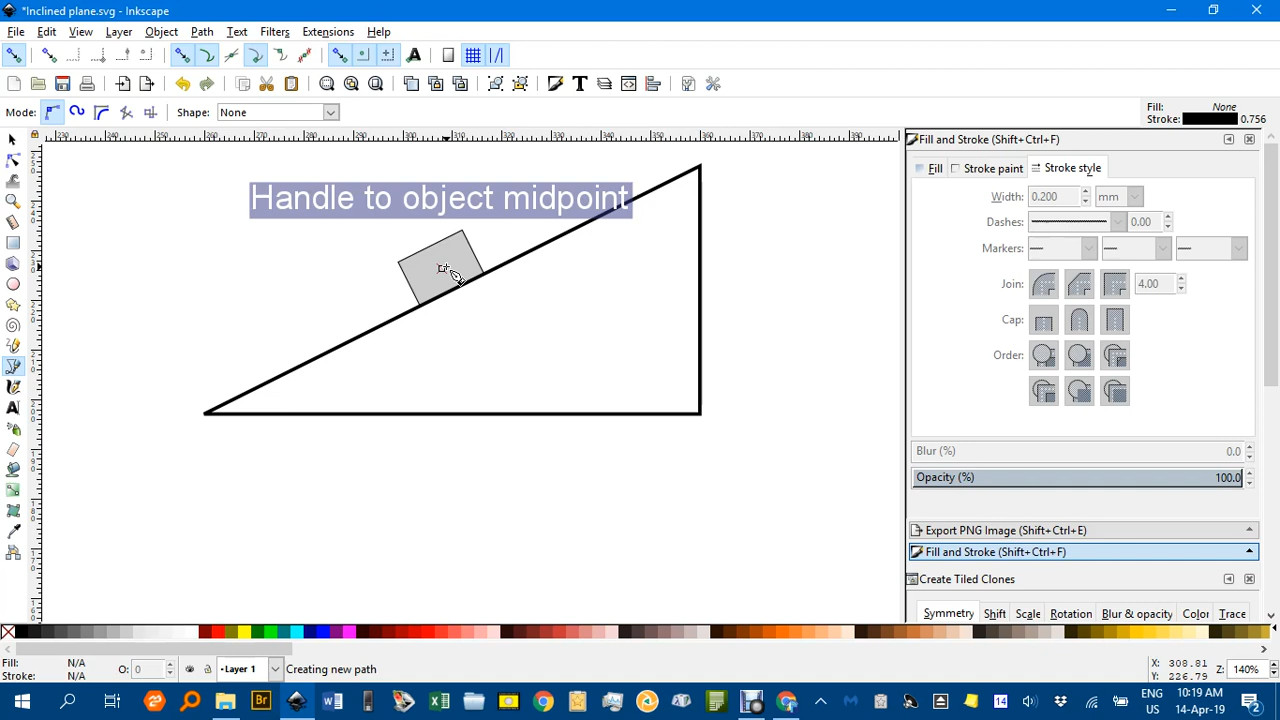 *Inclined plane.svg - Inkscape
File Edit View Layer Object Path Text Filters Extensions Help
Mode: Shape: None
Fill: None
Stroke: 0.756
Fill and Stroke (Shift+Ctrl+F)
Fill Stroke paint Stroke style
Width: 0.200 mm
Dashes: 0.00
Markers:
Join: 4.00
Cap:
Order:
Blur (%) 0.0
Opacity (%) 100.0
Export PNG Image (Shift+Ctrl+E)
Fill and Stroke (Shift+Ctrl+F)
Create Tiled Clones
Symmetry Shift Scale Rotation Blur & opacity Color Trace
Handle to object midpoint
Fill: N/A
Stroke: N/A
O: 0
Layer 1
Creating new path
X: 308.81
Y: 226.79
Z: 140%
ENG
US
10:19 AM
14-Apr-19